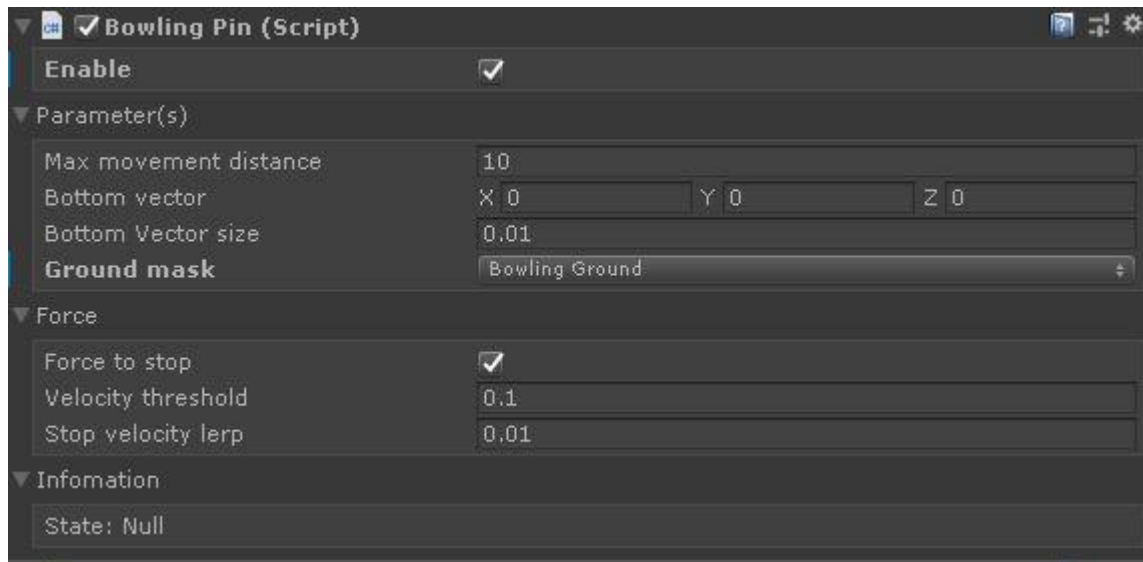 Bowling Pin (Script)
Enable
Parameter(s)
Max movement distance 10
Bottom vector X 0 Y 0 Z 0
Bottom Vector size 0.01
Ground mask Bowling Ground
Force
Force to stop
Velocity threshold 0.1
Stop velocity lerp 0.01
Infomation
State: Null